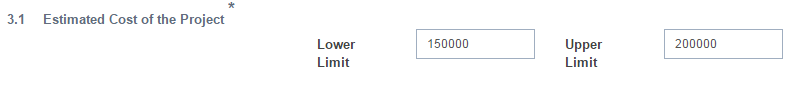 3.1 Estimated Cost of the Project *
Lower Limit 150000 Upper Limit 200000